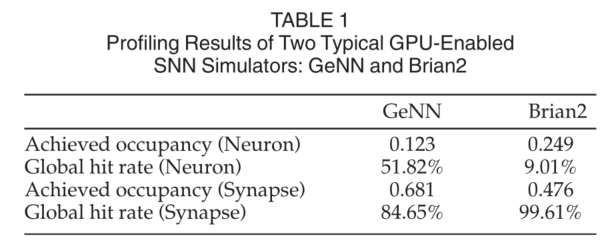 TABLE 1
Profiling Results of Two Typical GPU-Enabled
SNN Simulators: GeNN and Brian2
GeNN Brian2
Achieved occupancy (Neuron) 0.123 0.249
Global hit rate (Neuron) 51.82% 9.01%
Achieved occupancy (Synapse) 0.681 0.476
Global hit rate (Synapse) 84.65% 99.61%